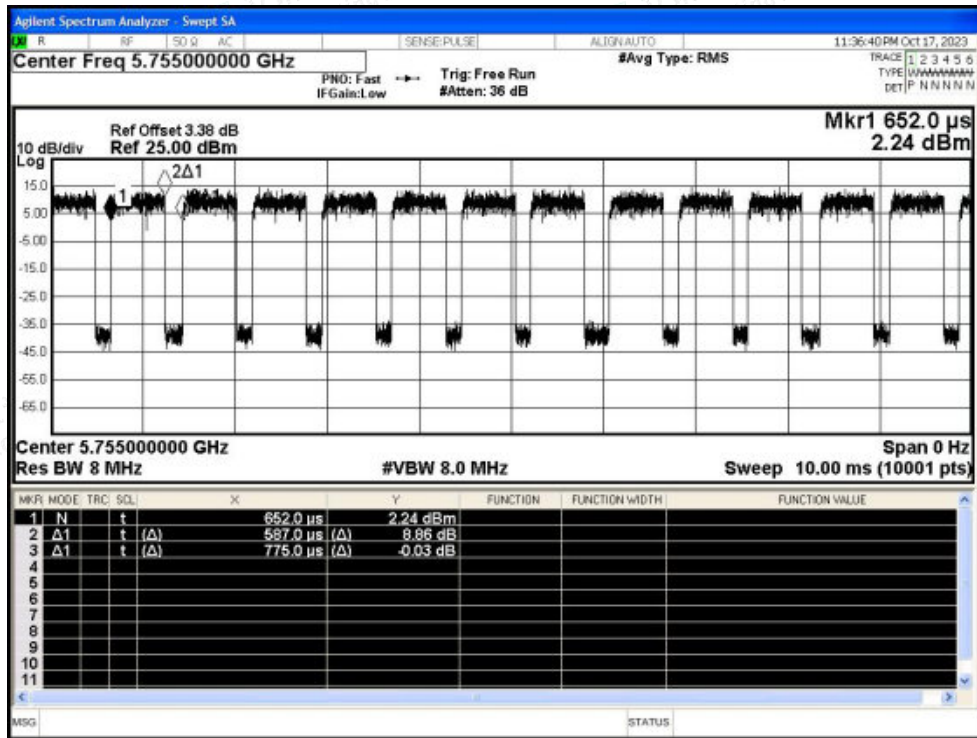 Agilent Spectrum Analyzer - Swept SA
R RF 50 Ω AC SENSE:PULSE ALIGNAUTO 11:36:40 PM Oct 17, 2023
Center Freq 5.755000000 GHz #Avg Type: RMS TRACE 1 2 3 4 5 6
PNO: Fast Trig: Free Run TYPE
IFGain:Low #Atten: 36 dB DET P N N N N N
Mkr1 652.0 µs
Ref Offset 3.38 dB
10 dB/div Ref 25.00 dBm 2.24 dBm
Log
2Δ1
15.0
1
5.00
-5.00
-15.0
-25.0
-35.0
-45.0
-55.0
-65.0
Center 5.755000000 GHz Span 0 Hz
Res BW 8 MHz #VBW 8.0 MHz Sweep 10.00 ms (10001 pts)
MKR MODE TRC SCL X Y FUNCTION FUNCTION WIDTH FUNCTION VALUE
1 N t 652.0 µs 2.24 dBm
2 Δ1 t (Δ) 587.0 µs (Δ) 8.86 dB
3 Δ1 t (Δ) 775.0 µs (Δ) -0.03 dB
4
5
6
7
8
9
10
11
MSG STATUS